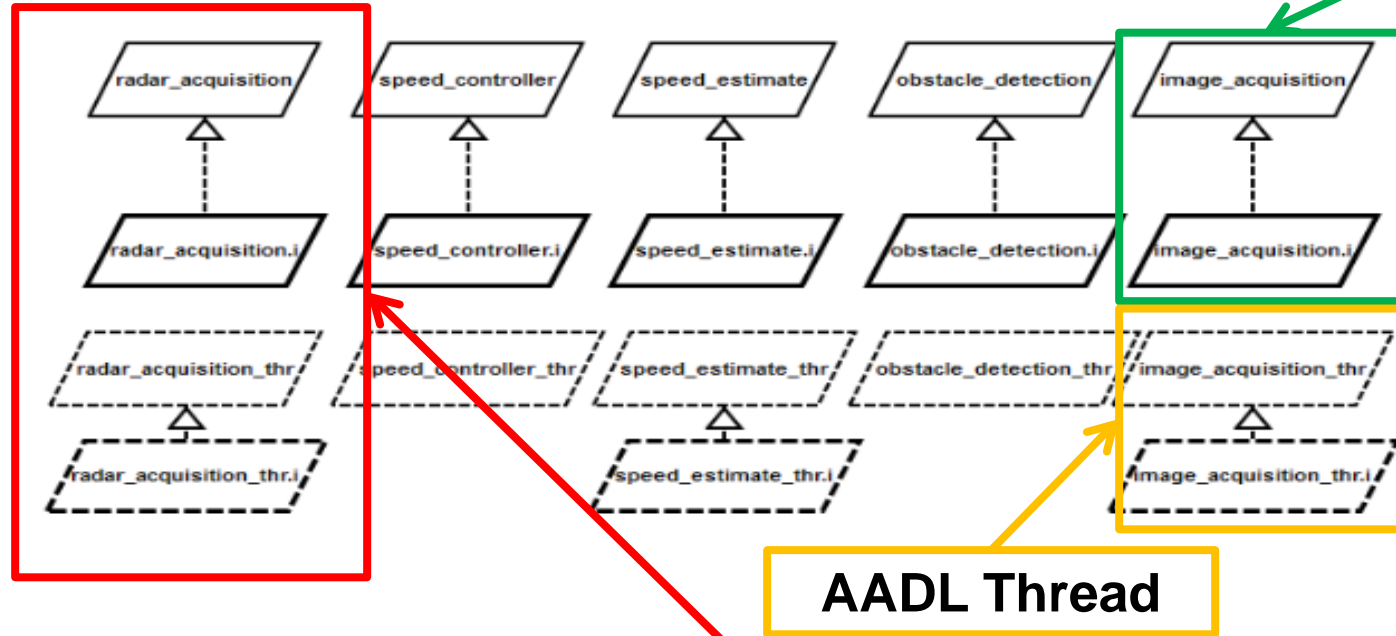 radar_acquisition speed_controller speed_estimate obstacle_detection image_acquisition
radar_acquisition.i speed_controller.i speed_estimate.i obstacle_detection.i image_acquisition.i
radar_acquisition_thr speed_controller_thr speed_estimate_thr obstacle_detection_thr image_acquisition_thr
radar_acquisition_thr.i speed_estimate_thr.i image_acquisition_thr.i
AADL Thread